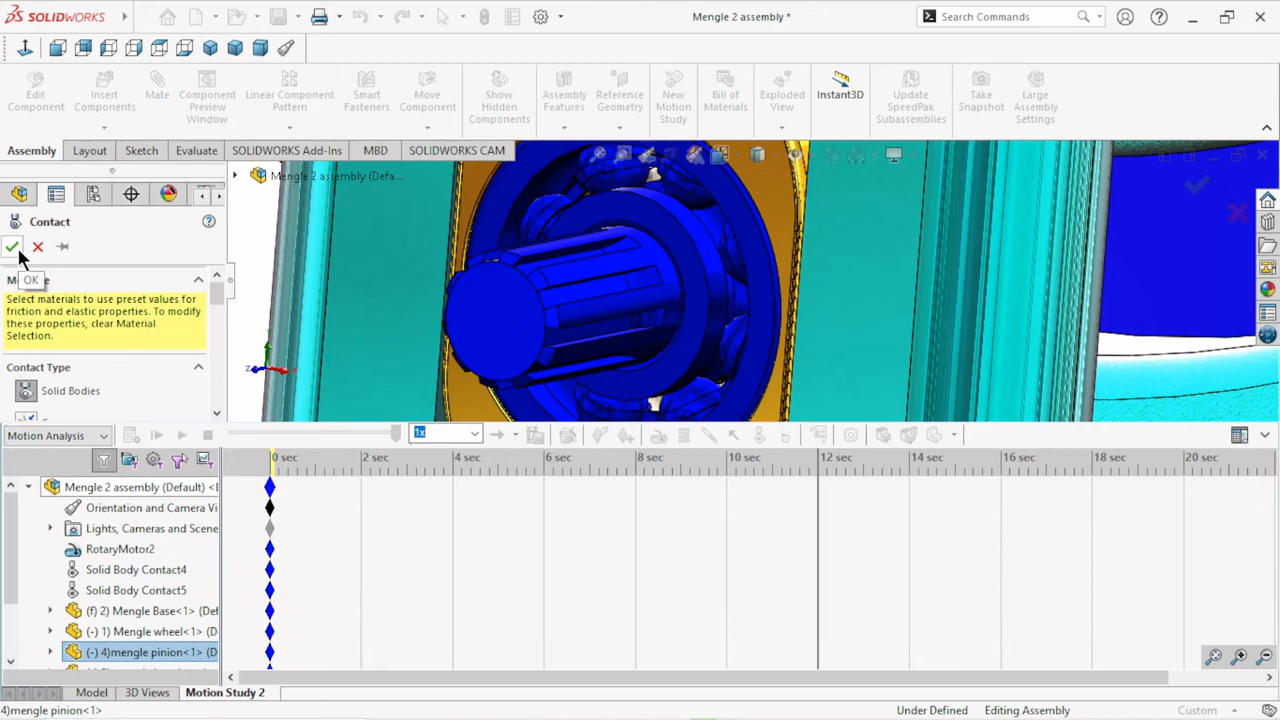 SOLIDWORKS
Mengle 2 assembly *
Search Commands
Edit Component
Insert Components
Mate
Component Preview Window
Linear Component Pattern
Smart Fasteners
Move Component
Show Hidden Components
Assembly Features
Reference Geometry
New Motion Study
Bill of Materials
Exploded View
Instant3D
Update SpeedPak Subassemblies
Take Snapshot
Large Assembly Settings
Assembly
Layout
Sketch
Evaluate
SOLIDWORKS Add-Ins
MBD
SOLIDWORKS CAM
Mengle 2 assembly (Defa...
Contact
OK
Select materials to use preset values for
friction and elastic properties. To modify
these properties, clear Material
Selection.
Contact Type
Solid Bodies
z
Motion Analysis
1x
0 sec
2 sec
4 sec
6 sec
8 sec
10 sec
12 sec
14 sec
16 sec
18 sec
20 sec
Mengle 2 assembly (Default) <D
Orientation and Camera Vi
Lights, Cameras and Scene
RotaryMotor2
Solid Body Contact4
Solid Body Contact5
(f) 2) Mengle Base<1> (Def
(-) 1) Mengle wheel<1> (D
(-) 4)mengle pinion<1> (D
Model
3D Views
Motion Study 2
4)mengle pinion<1>
Under Defined
Editing Assembly
Custom